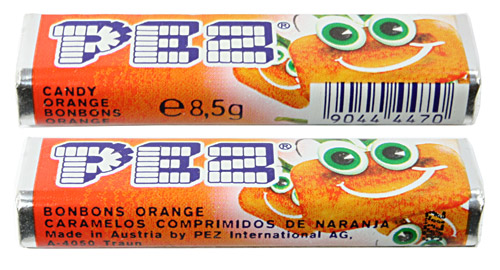 PEZ®
CANDY
ORANGE
BONBONS
ORANGE
℮8,5g
9044 4470
PEZ®
BONBONS ORANGE
CARAMELOS COMPRIMIDOS DE NARANJA
Made in Austria by PEZ International AG,
A-4050 Traun